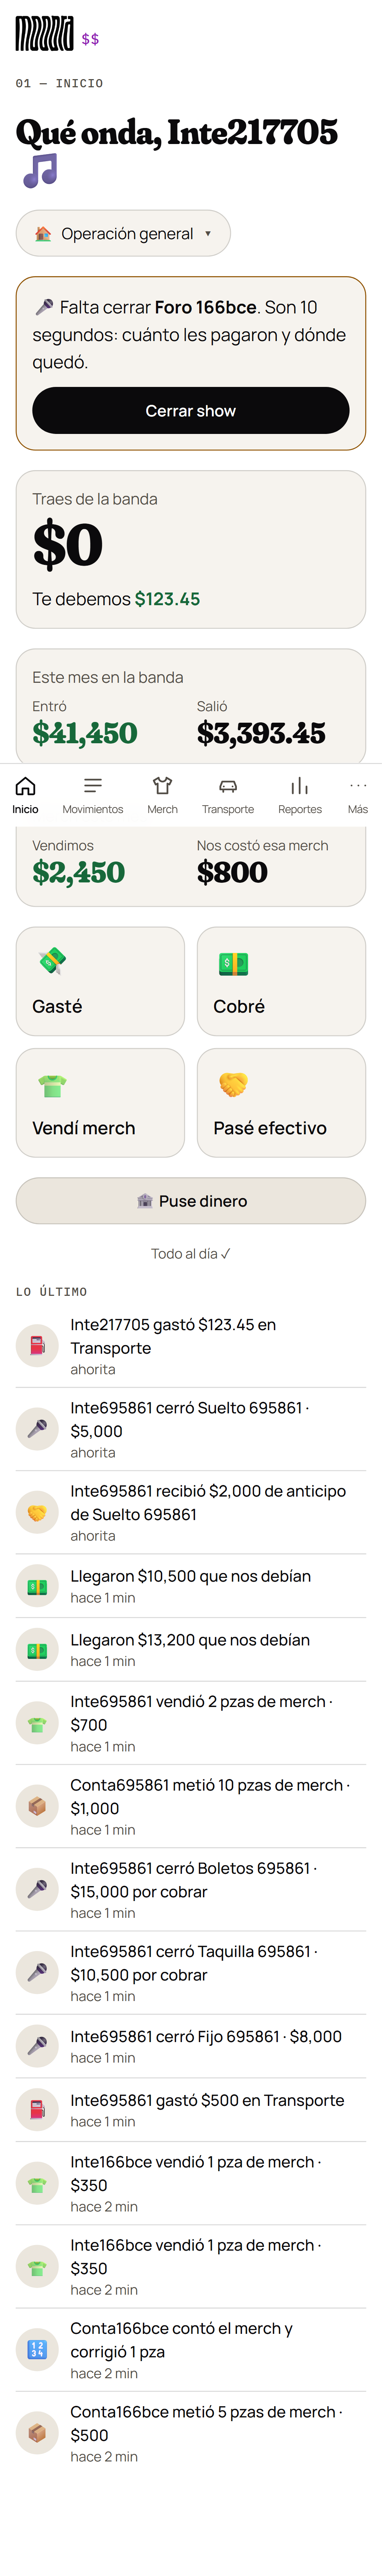 $$
01 — INICIO
Qué onda, Inte217705
Operación general ▾
Falta cerrar Foro 166bce. Son 10
segundos: cuánto les pagaron y dónde
quedó.
Cerrar show
Traes de la banda
$0
Te debemos $123.45
Este mes en la banda
Entró Salió
$41,450 $3,393.45
Inicio Movimientos Merch Transporte Reportes Más
Vendimos Nos costó esa merch
$2,450 $800
Gasté Cobré
Vendí merch Pasé efectivo
Puse dinero
Todo al día ✓
LO ÚLTIMO
Inte217705 gastó $123.45 en
Transporte
ahorita
Inte695861 cerró Suelto 695861 ·
$5,000
ahorita
Inte695861 recibió $2,000 de anticipo
de Suelto 695861
ahorita
Llegaron $10,500 que nos debían
hace 1 min
Llegaron $13,200 que nos debían
hace 1 min
Inte695861 vendió 2 pzas de merch ·
$700
hace 1 min
Conta695861 metió 10 pzas de merch ·
$1,000
hace 1 min
Inte695861 cerró Boletos 695861 ·
$15,000 por cobrar
hace 1 min
Inte695861 cerró Taquilla 695861 ·
$10,500 por cobrar
hace 1 min
Inte695861 cerró Fijo 695861 · $8,000
hace 1 min
Inte695861 gastó $500 en Transporte
hace 1 min
Inte166bce vendió 1 pza de merch ·
$350
hace 2 min
Inte166bce vendió 1 pza de merch ·
$350
hace 2 min
Conta166bce contó el merch y
corrigió 1 pza
hace 2 min
Conta166bce metió 5 pzas de merch ·
$500
hace 2 min